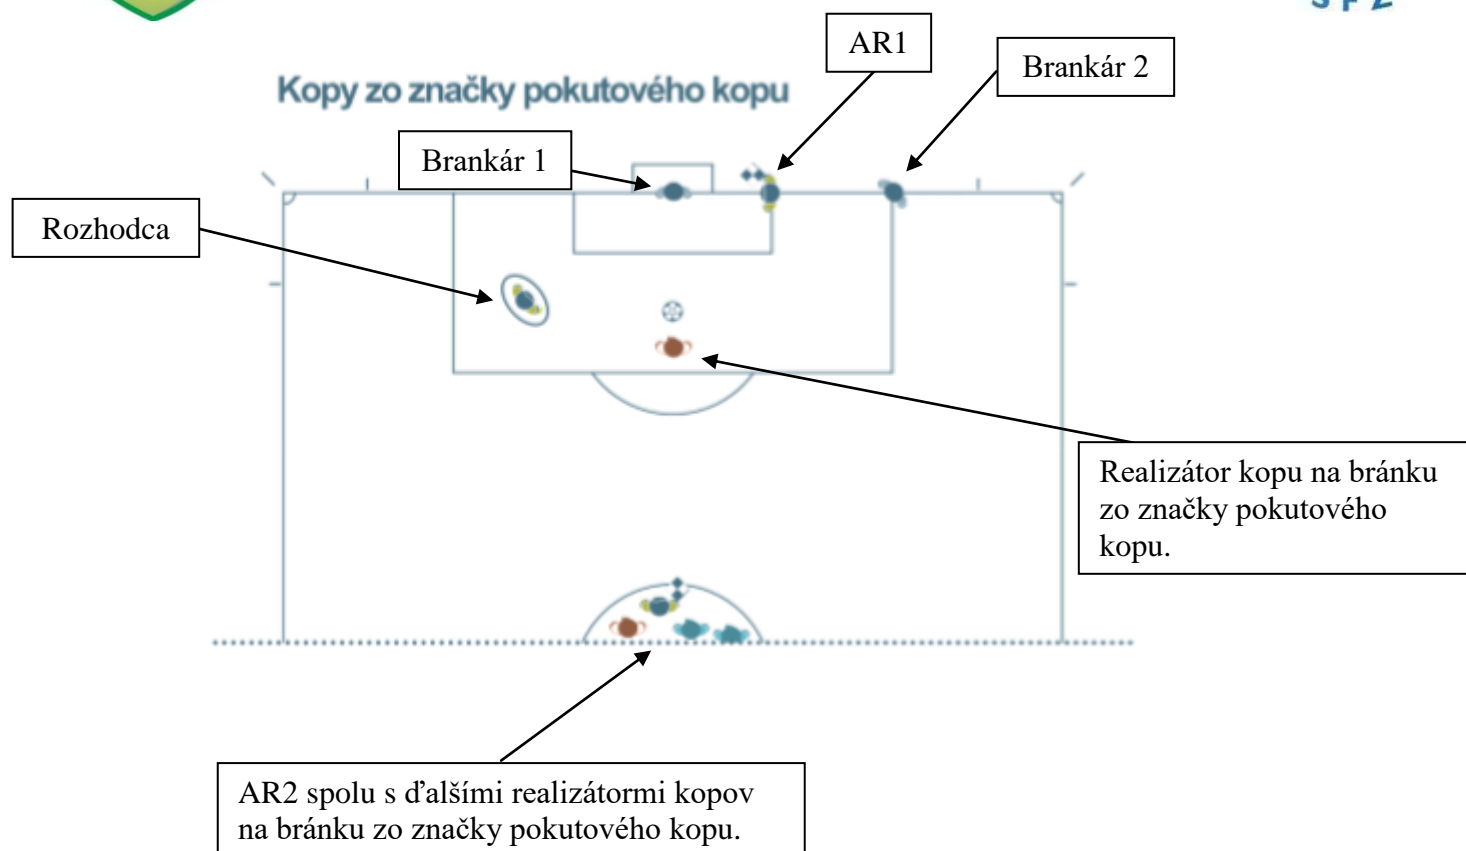 SFZ
AR1
Brankár 2
Kopy zo značky pokutového kopu
Brankár 1
Rozhodca
Realizátor kopu na bránku
zo značky pokutového
kopu.
AR2 spolu s ďalšími realizátormi kopov
na bránku zo značky pokutového kopu.